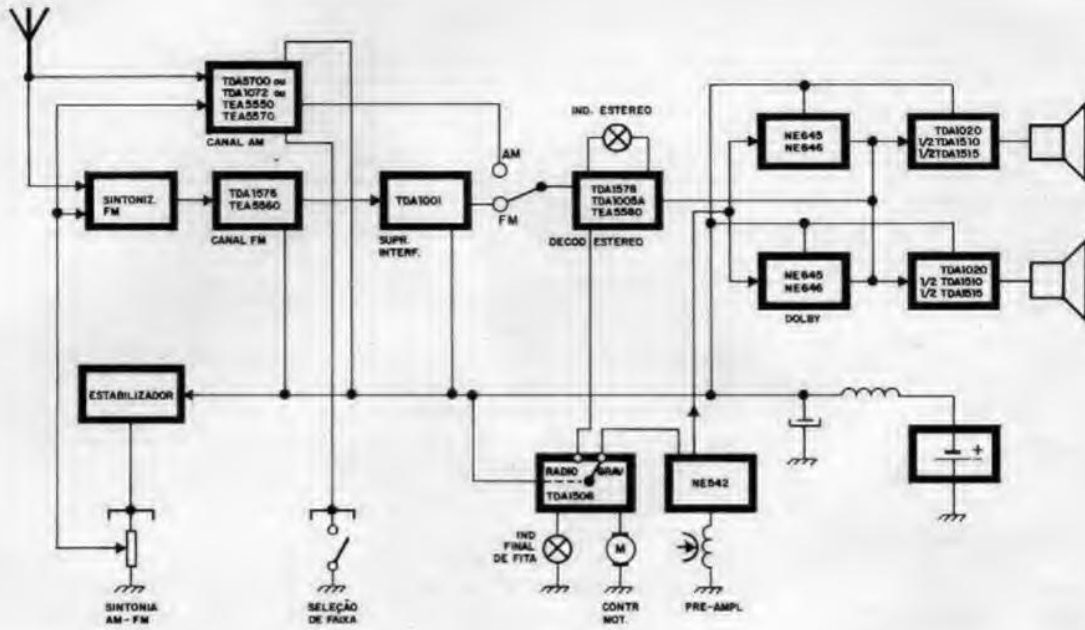 TDA5700 ou
TDA1072 ou
TEA5550
TEA5570
CANAL AM
SINTONIZ.
FM
TDA1576
TEA5560
CANAL FM
TDA1001
SUPR.
INTERF.
AM
FM
IND. ESTEREO
TDA1578
TDA1005A
TEA5580
DECOD ESTEREO
NE645
NE646
TDA1020
1/2 TDA1510
1/2 TDA1515
NE645
NE646
DOLBY
TDA1020
1/2 TDA1510
1/2 TDA1515
ESTABILIZADOR
SINTONIA
AM-FM
SELEÇÃO
DE FAIXA
RADIO
GRAV
TDA1506
IND
FINAL
DE FITA
M
CONTR
MOT.
NE542
PRE-AMPL
+